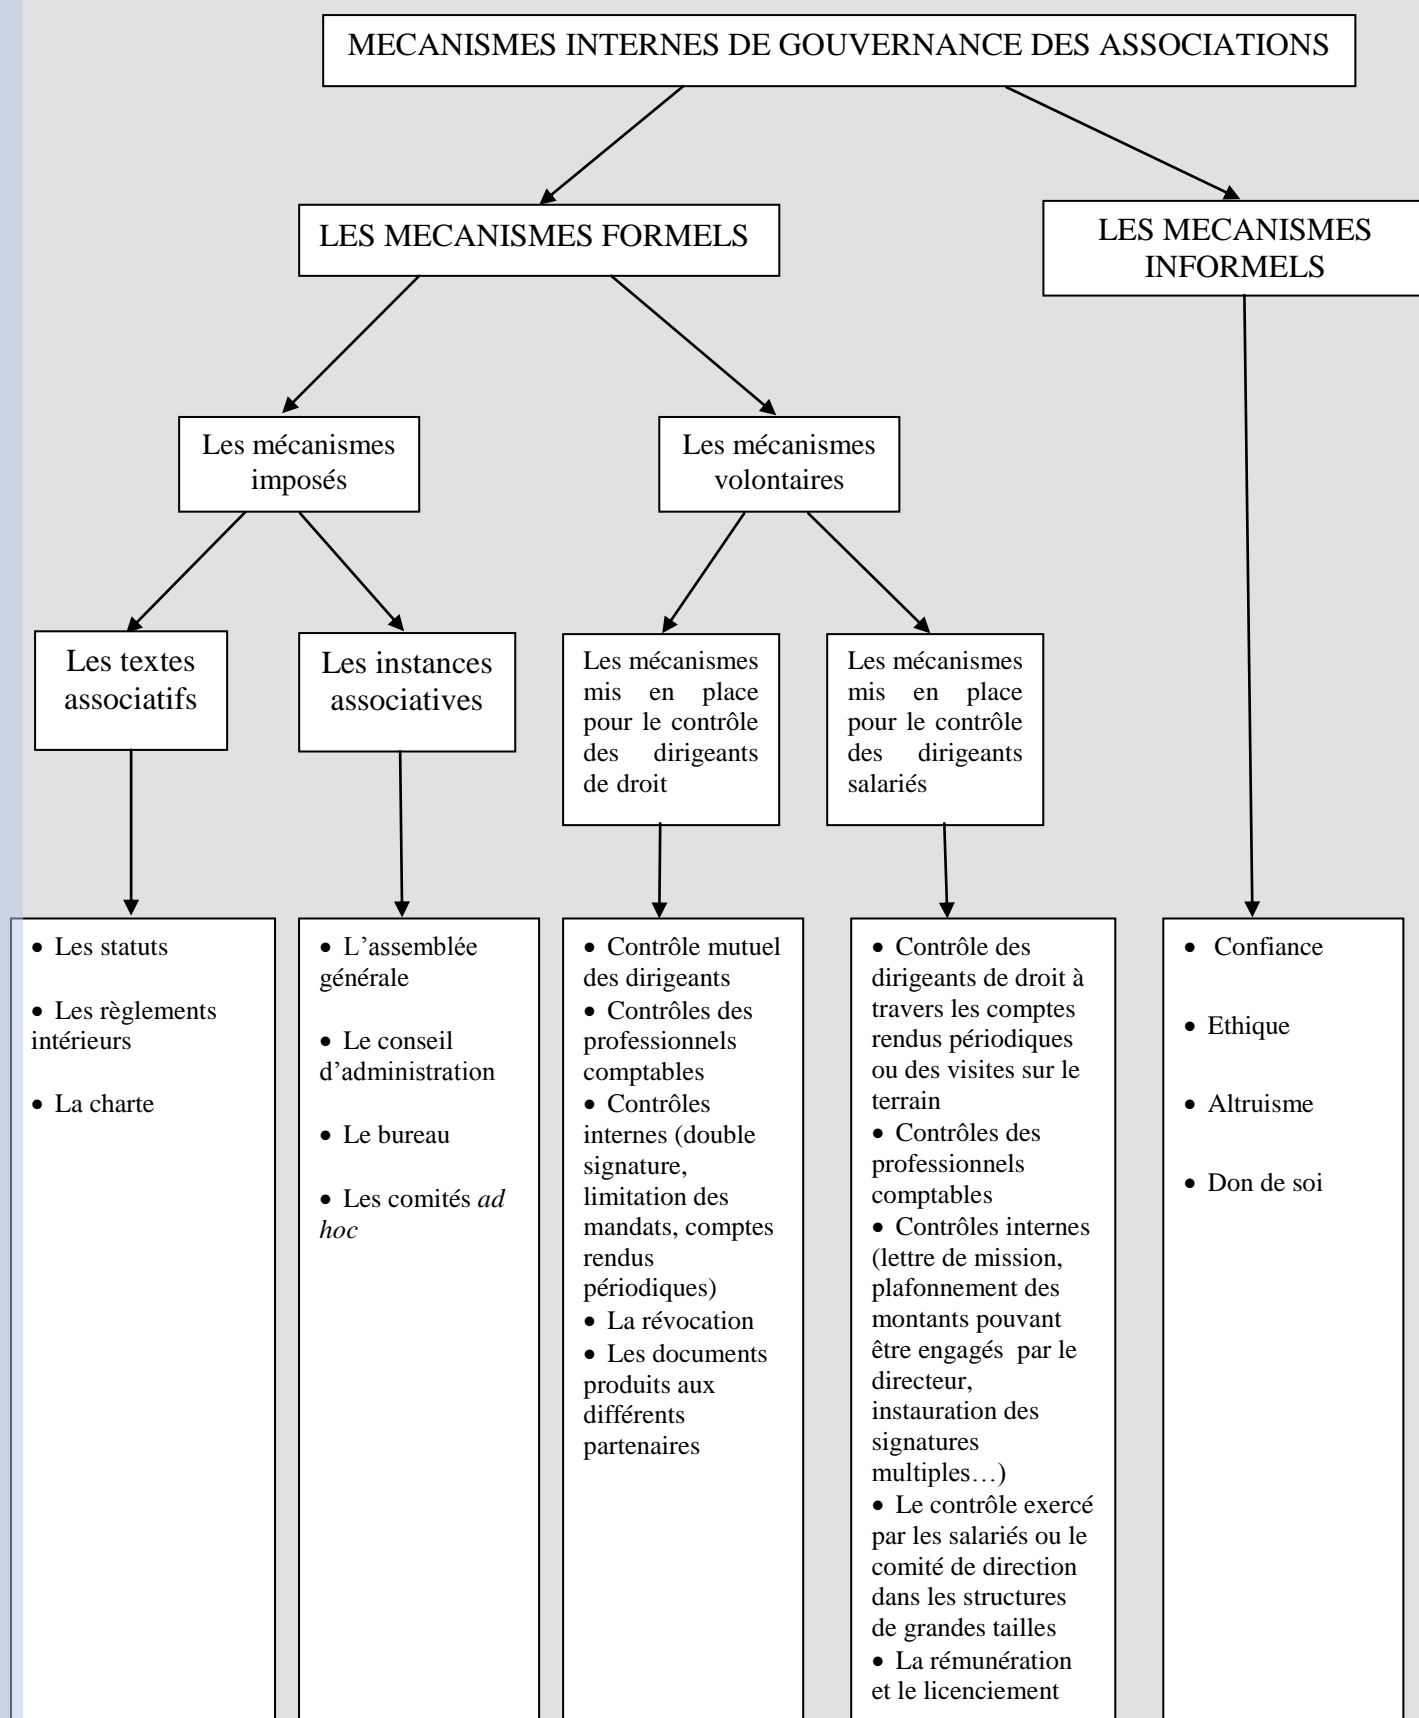 MECANISMES INTERNES DE GOUVERNANCE DES ASSOCIATIONS
LES MECANISMES FORMELS
LES MECANISMES
INFORMELS
Les mécanismes
imposés
Les mécanismes
volontaires
Les textes
associatifs
Les instances
associatives
Les mécanismes
mis en place
pour le contrôle
des dirigeants
de droit
Les mécanismes
mis en place
pour le contrôle
des dirigeants
salariés
• Les statuts
• Les règlements
intérieurs
• La charte
• L’assemblée
générale
• Le conseil
d’administration
• Le bureau
• Les comités ad
hoc
• Contrôle mutuel
des dirigeants
• Contrôles des
professionnels
comptables
• Contrôles
internes (double
signature,
limitation des
mandats, comptes
rendus
périodiques)
• La révocation
• Les documents
produits aux
différents
partenaires
• Contrôle des
dirigeants de droit à
travers les comptes
rendus périodiques
ou des visites sur le
terrain
• Contrôles des
professionnels
comptables
• Contrôles internes
(lettre de mission,
plafonnement des
montants pouvant
être engagés par le
directeur,
instauration des
signatures
multiples…)
• Le contrôle exercé
par les salariés ou le
comité de direction
dans les structures
de grandes tailles
• La rémunération
et le licenciement
• Confiance
• Ethique
• Altruisme
• Don de soi